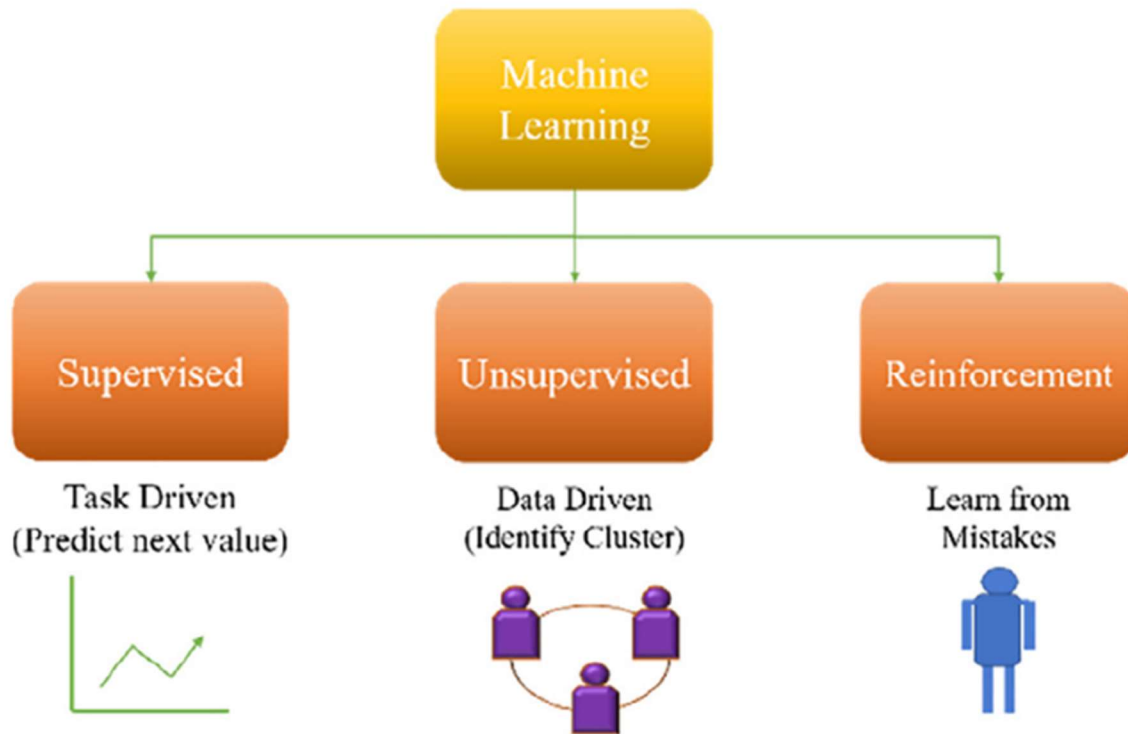 Machine
Learning
Supervised
Unsupervised
Reinforcement
Task Driven
(Predict next value)
Data Driven
(Identify Cluster)
Learn from
Mistakes